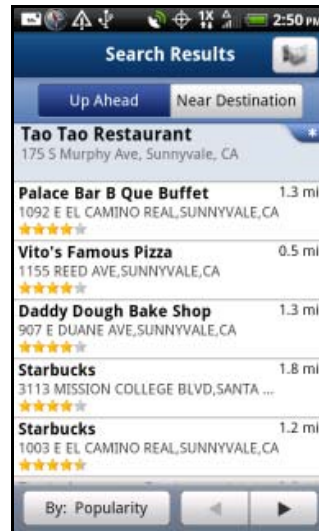 1X
2:50 PM
Search Results
Up Ahead
Near Destination
Tao Tao Restaurant
*
175 S Murphy Ave, Sunnyvale, CA
Palace Bar B Que Buffet 1.3 mi
1092 E EL CAMINO REAL,SUNNYVALE,CA
Vito's Famous Pizza 0.5 mi
1155 REED AVE,SUNNYVALE,CA
Daddy Dough Bake Shop 1.3 mi
907 E DUANE AVE,SUNNYVALE,CA
Starbucks 1.8 mi
3113 MISSION COLLEGE BLVD,SANTA ...
Starbucks 1.2 mi
1003 E EL CAMINO REAL,SUNNYVALE,CA
By: Popularity